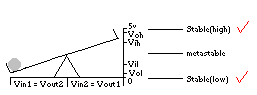 5v
Voh
Vih
Stable(high)
metastable
Vil
Vol
Stable(low)
0
Vin1 = Vout2
Vin2 = Vout1